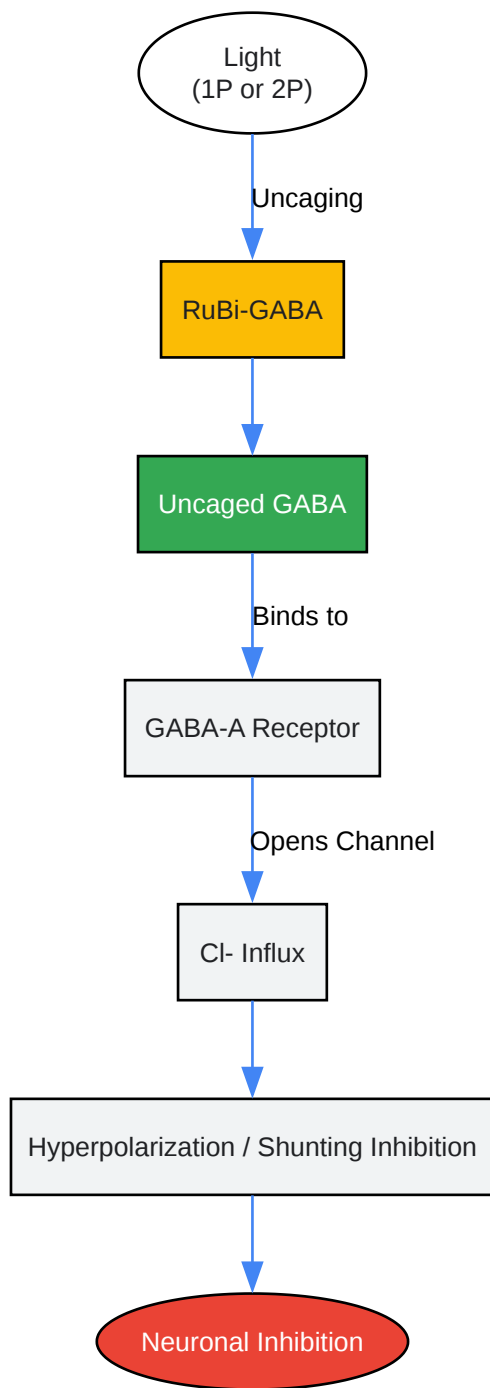 Light
(1P or 2P)
Uncaging
RuBi-GABA
Uncaged GABA
Binds to
GABA-A Receptor
Opens Channel
Cl- Influx
Hyperpolarization / Shunting Inhibition
Neuronal Inhibition